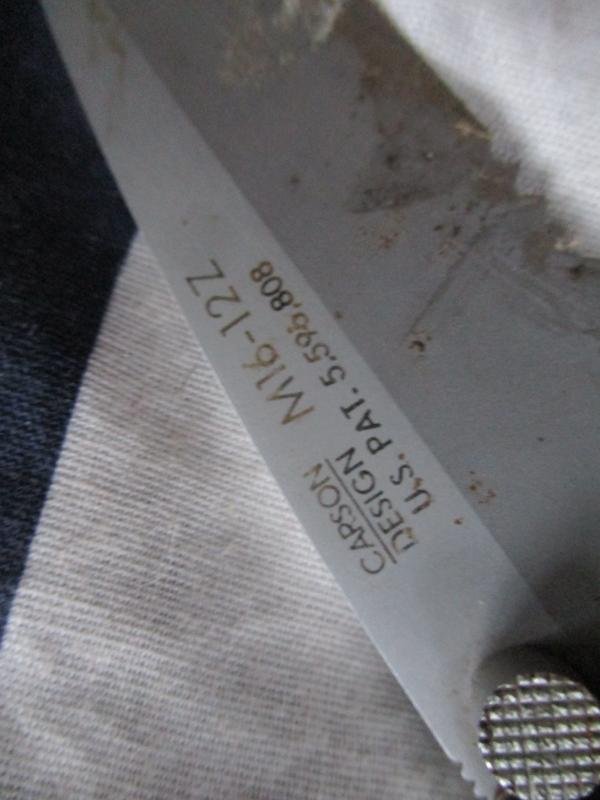 M16-12Z
CARSON
DESIGN
U.S. PAT. 5,596,808